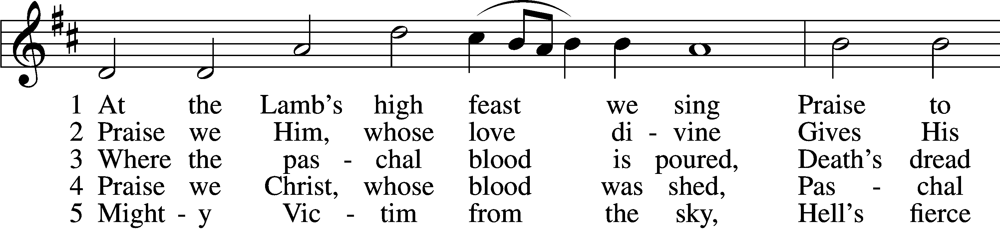 1 At the Lamb’s high feast we sing Praise to
2 Praise we Him, whose love di - vine Gives His
3 Where the pas - chal blood is poured, Death’s dread
4 Praise we Christ, whose blood was shed, Pas - chal
5 Might - y Vic - tim from the sky, Hell’s fierce